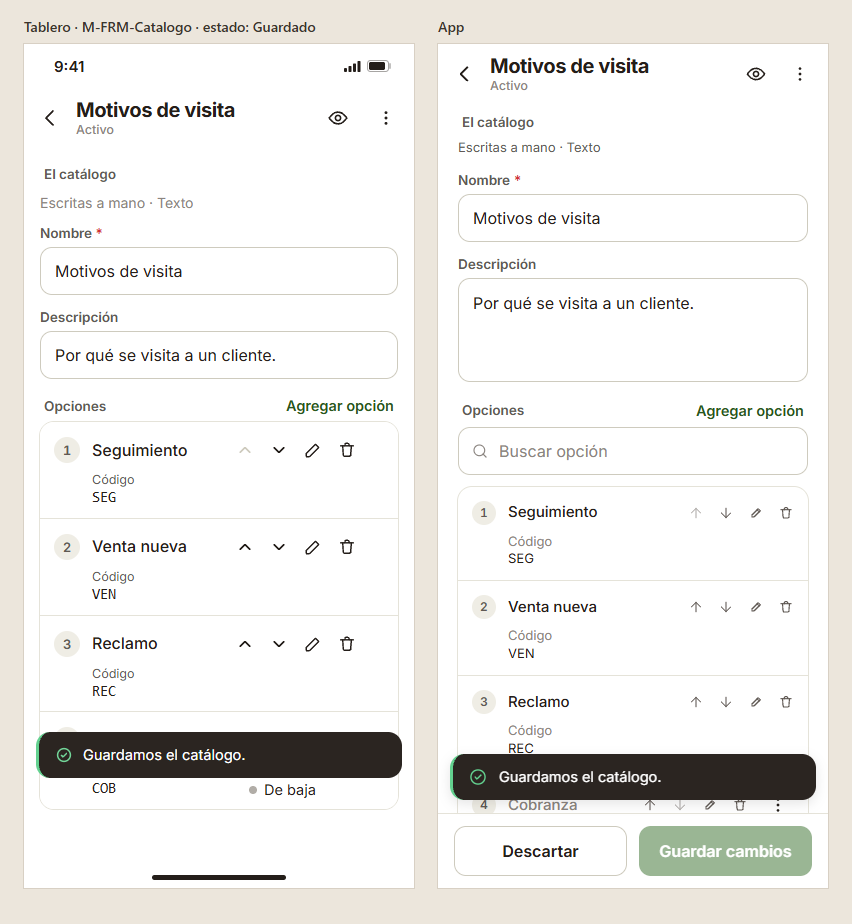 Tablero · M-FRM-Catalogo · estado: Guardado
9:41
Motivos de visita
Activo
El catálogo
Escritas a mano · Texto
Nombre *
Motivos de visita
Descripción
Por qué se visita a un cliente.
Opciones
Agregar opción
1
Seguimiento
Código
SEG
2
Venta nueva
Código
VEN
3
Reclamo
Código
REC
Guardamos el catálogo.
COB
De baja
App
Motivos de visita
Activo
El catálogo
Escritas a mano · Texto
Nombre *
Motivos de visita
Descripción
Por qué se visita a un cliente.
Opciones
Agregar opción
Buscar opción
1
Seguimiento
Código
SEG
2
Venta nueva
Código
VEN
3
Reclamo
Código
REC
Guardamos el catálogo.
4
Cobranza
Descartar
Guardar cambios